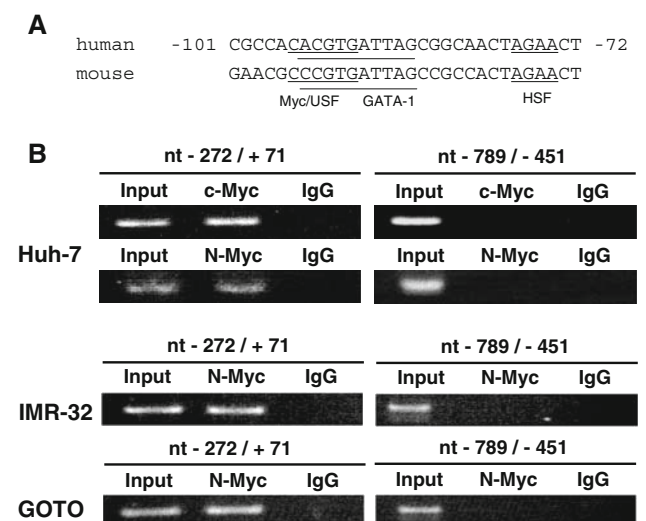 A
human -101 CGCCACACGTGATTAGCGGCAACTAGAACT -72
mouse GAACGCCCGTGATTAGCCGCCACTAGAACT
Myc/USF GATA-1 HSF
B
nt - 272 / + 71 nt - 789 / - 451
Input c-Myc IgG Input c-Myc IgG
Huh-7
Input N-Myc IgG Input N-Myc IgG
nt - 272 / + 71 nt - 789 / - 451
Input N-Myc IgG Input N-Myc IgG
IMR-32
nt - 272 / + 71 nt - 789 / - 451
Input N-Myc IgG Input N-Myc IgG
GOTO